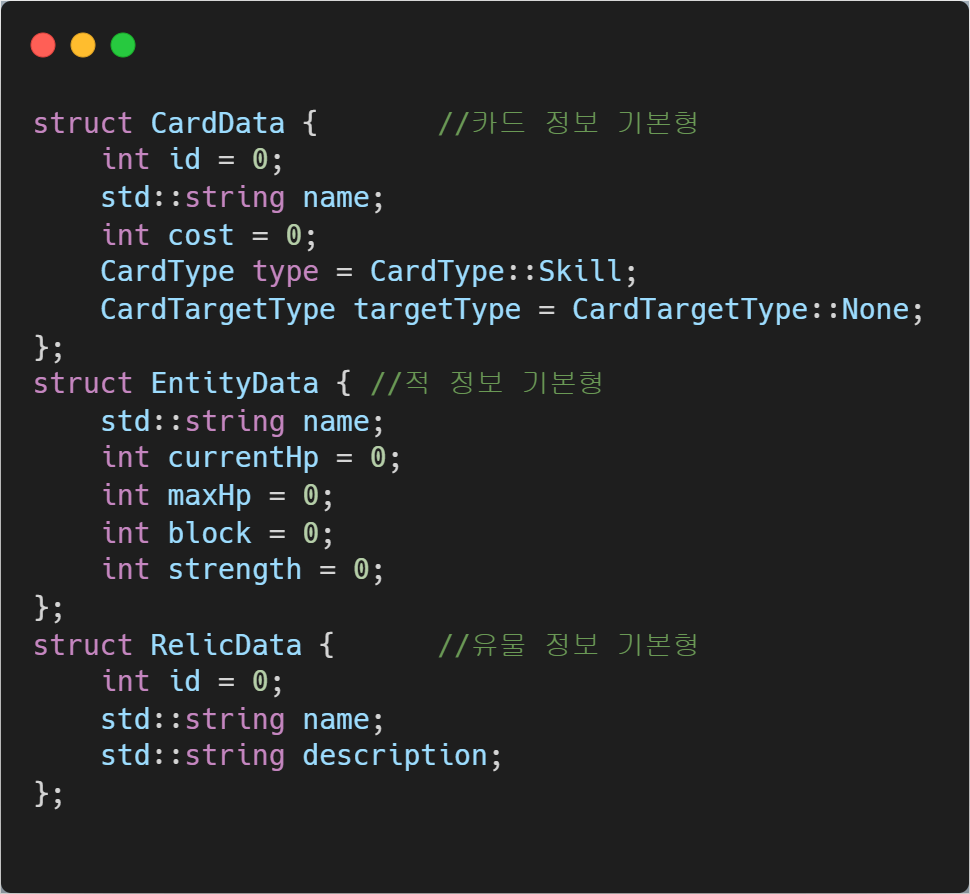 struct CardData {       //카드 정보 기본형
    int id = 0;
    std::string name;
    int cost = 0;
    CardType type = CardType::Skill;
    CardTargetType targetType = CardTargetType::None;
};
struct EntityData { //적 정보 기본형
    std::string name;
    int currentHp = 0;
    int maxHp = 0;
    int block = 0;
    int strength = 0;
};
struct RelicData {      //유물 정보 기본형
    int id = 0;
    std::string name;
    std::string description;
};